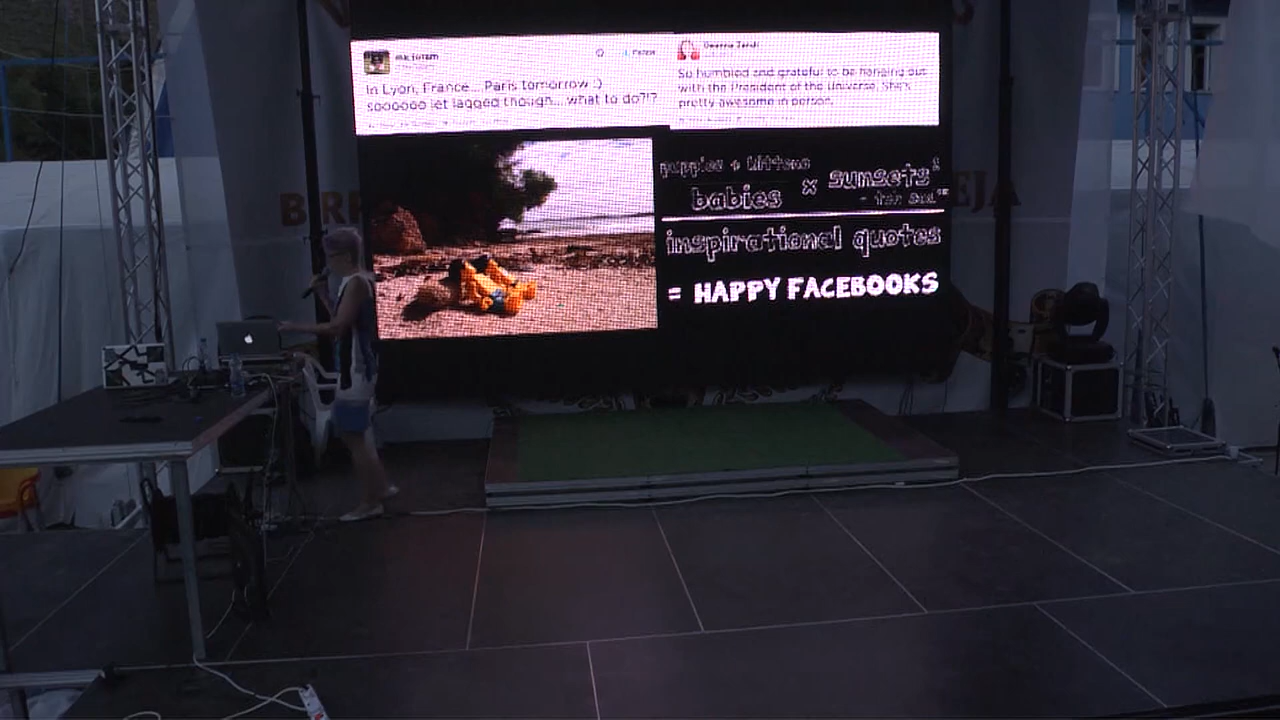 In Lyon, France... Paris tomorrow :)
soooooo jet lagged though... what to do?!?
So humbled and grateful to be hanging out
with the President of the Universe. She's
pretty awesome in person.
puppies + kittens
babies x sunsets
inspirational quotes
= HAPPY FACEBOOKS